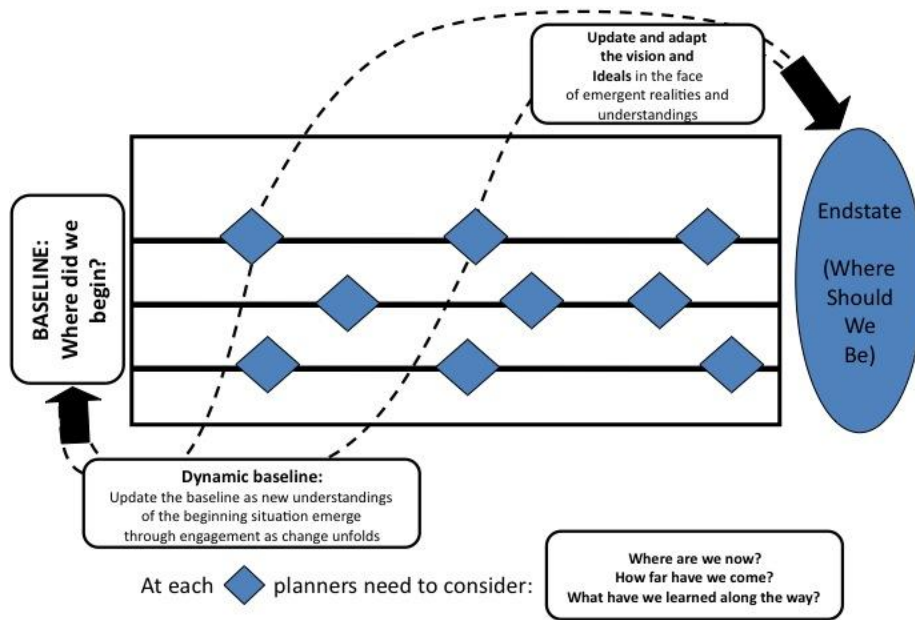 Update and adapt
the vision and
Ideals in the face
of emergent realities and
understandings
BASELINE:
Where did we
begin?
Endstate
(Where
Should
We
Be)
Dynamic baseline:
Update the baseline as new understandings
of the beginning situation emerge
through engagement as change unfolds
At each planners need to consider:
Where are we now?
How far have we come?
What have we learned along the way?